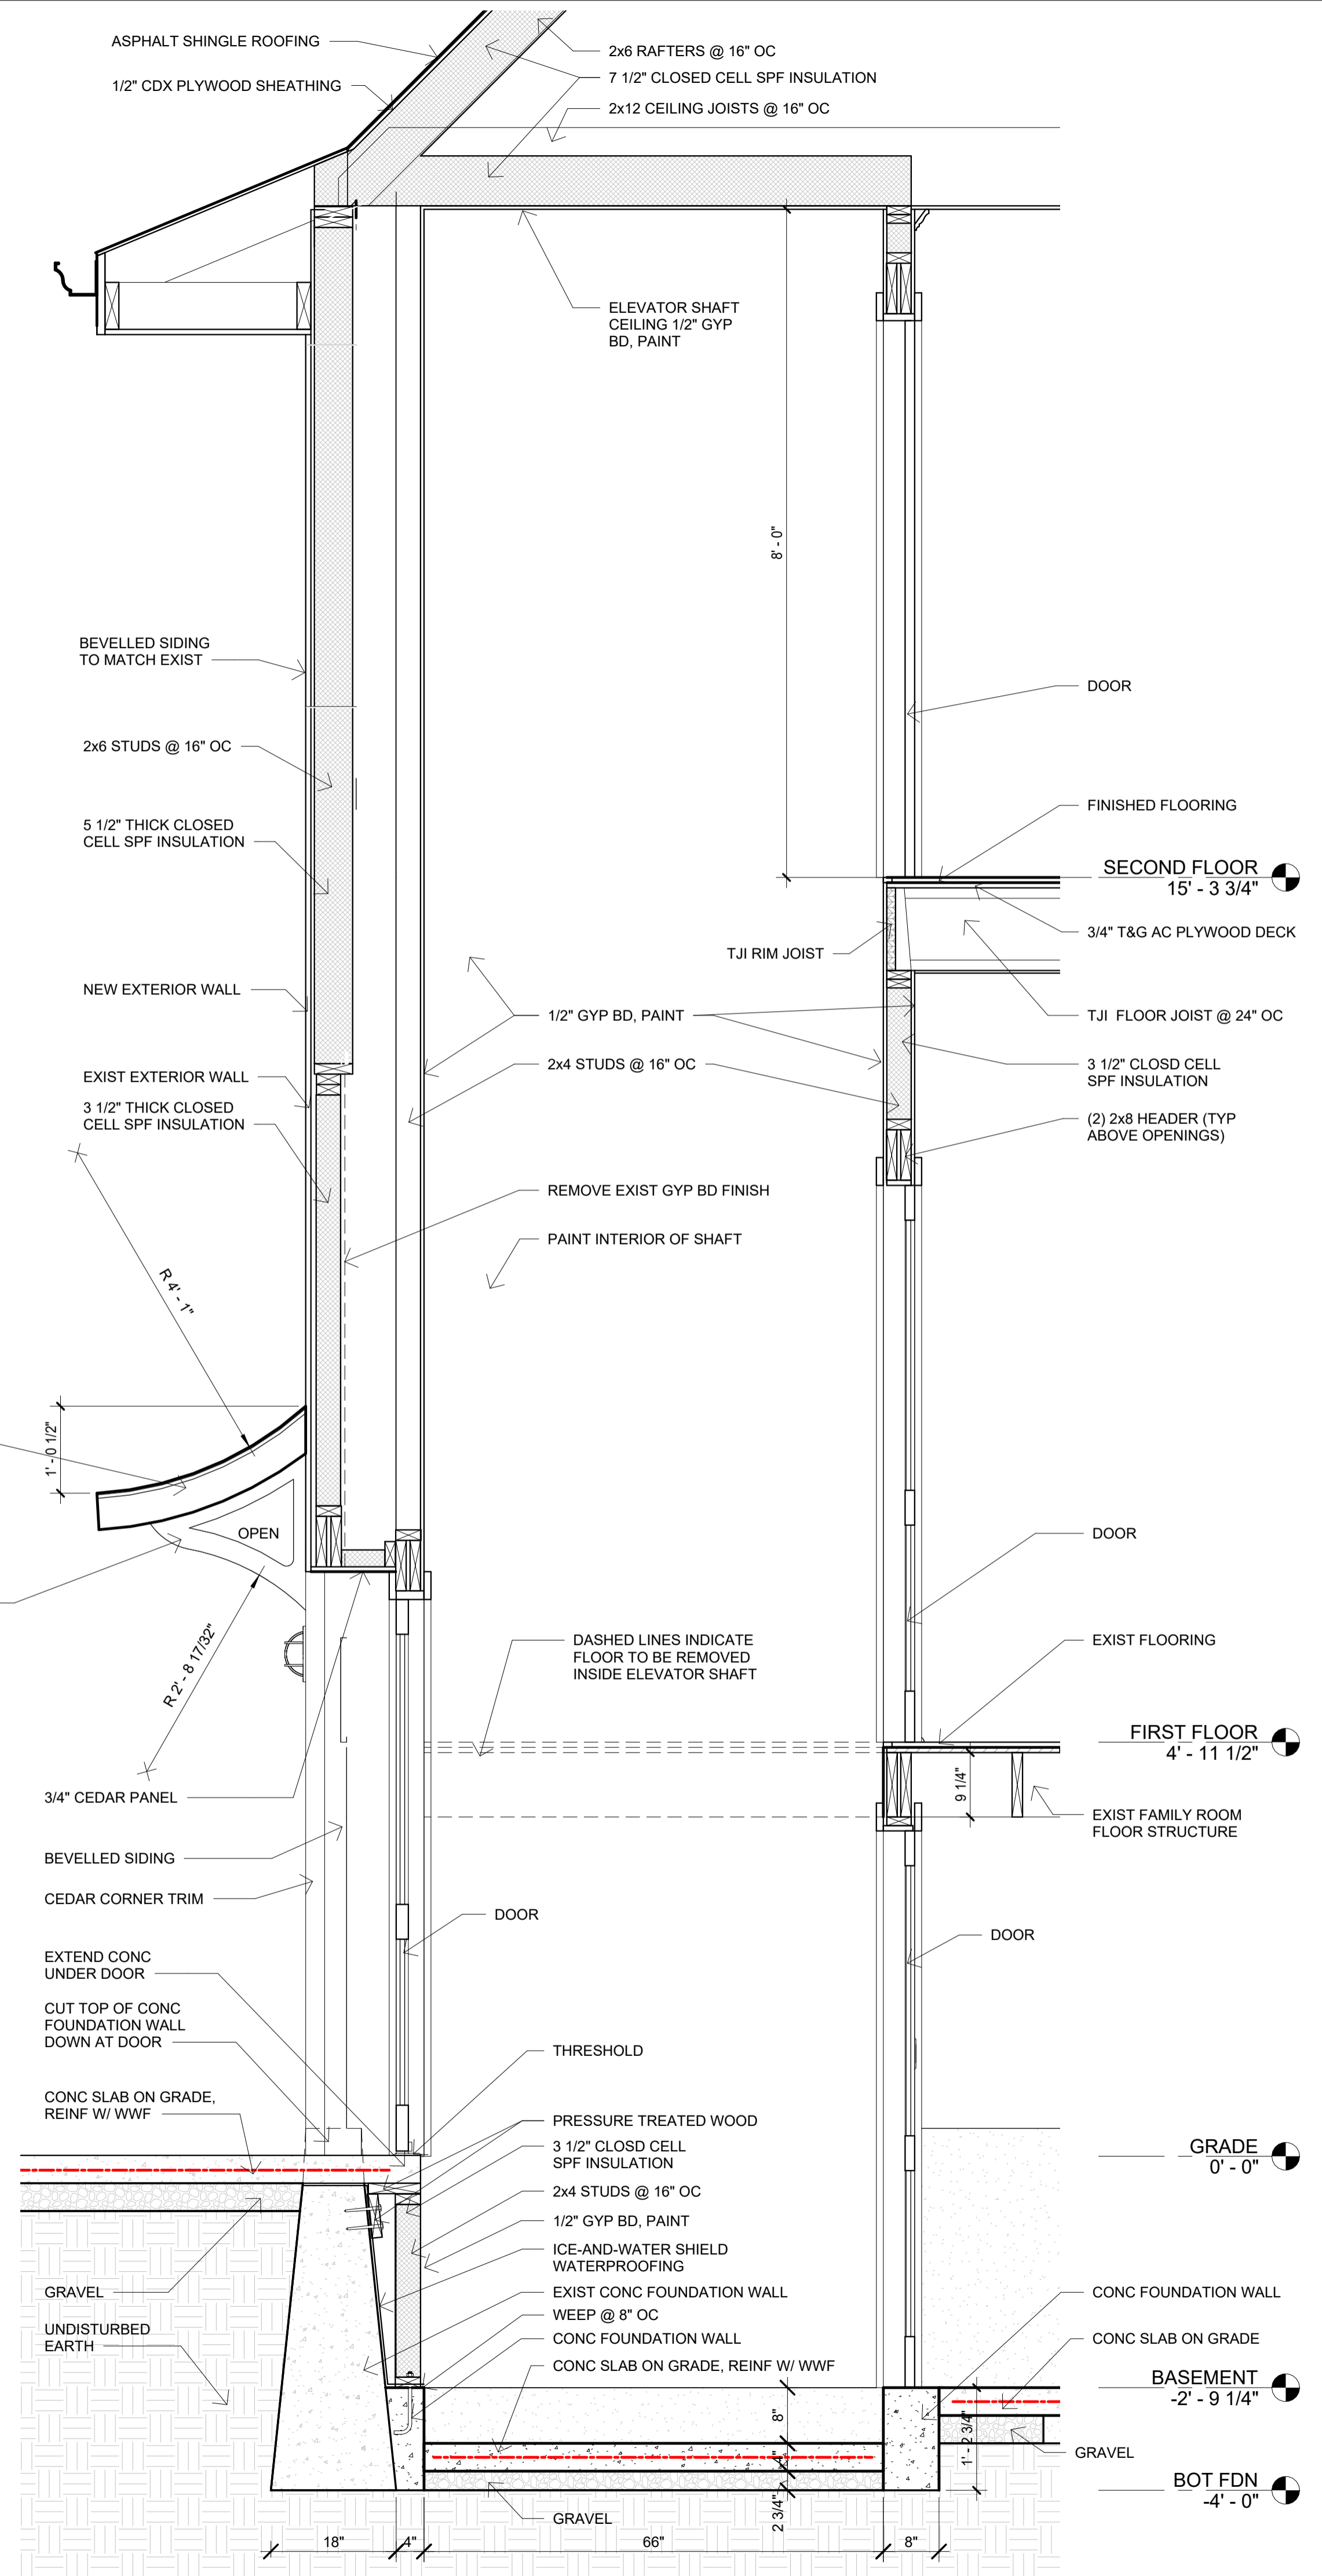 ASPHALT SHINGLE ROOFING
1/2" CDX PLYWOOD SHEATHING
2x6 RAFTERS @ 16" OC
7 1/2" CLOSED CELL SPF INSULATION
2x12 CEILING JOISTS @ 16" OC
ELEVATOR SHAFT
CEILING 1/2" GYP
BD, PAINT
8' - 0"
BEVELLED SIDING
TO MATCH EXIST
DOOR
2x6 STUDS @ 16" OC
5 1/2" THICK CLOSED
CELL SPF INSULATION
FINISHED FLOORING
SECOND FLOOR
15' - 3 3/4"
3/4" T&G AC PLYWOOD DECK
TJI RIM JOIST
NEW EXTERIOR WALL
1/2" GYP BD, PAINT
TJI FLOOR JOIST @ 24" OC
EXIST EXTERIOR WALL
2x4 STUDS @ 16" OC
3 1/2" CLOSD CELL
SPF INSULATION
3 1/2" THICK CLOSED
CELL SPF INSULATION
(2) 2x8 HEADER (TYP
ABOVE OPENINGS)
REMOVE EXIST GYP BD FINISH
PAINT INTERIOR OF SHAFT
R 4' - 1"
1' - 0 1/2"
OPEN
DOOR
R 2' - 8 17/32"
DASHED LINES INDICATE
FLOOR TO BE REMOVED
INSIDE ELEVATOR SHAFT
EXIST FLOORING
FIRST FLOOR
4' - 11 1/2"
9 1/4"
3/4" CEDAR PANEL
EXIST FAMILY ROOM
FLOOR STRUCTURE
BEVELLED SIDING
CEDAR CORNER TRIM
DOOR
DOOR
EXTEND CONC
UNDER DOOR
CUT TOP OF CONC
FOUNDATION WALL
DOWN AT DOOR
THRESHOLD
CONC SLAB ON GRADE,
REINF W/ WWF
PRESSURE TREATED WOOD
3 1/2" CLOSD CELL
SPF INSULATION
GRADE
0' - 0"
2x4 STUDS @ 16" OC
1/2" GYP BD, PAINT
ICE-AND-WATER SHIELD
WATERPROOFING
GRAVEL
EXIST CONC FOUNDATION WALL
CONC FOUNDATION WALL
WEEP @ 8" OC
UNDISTURBED
EARTH
CONC FOUNDATION WALL
CONC SLAB ON GRADE
CONC SLAB ON GRADE, REINF W/ WWF
BASEMENT
-2' - 9 1/4"
8"
4"
2 3/4"
1' - 2 3/4"
GRAVEL
BOT FDN
-4' - 0"
GRAVEL
18"
4"
66"
8"